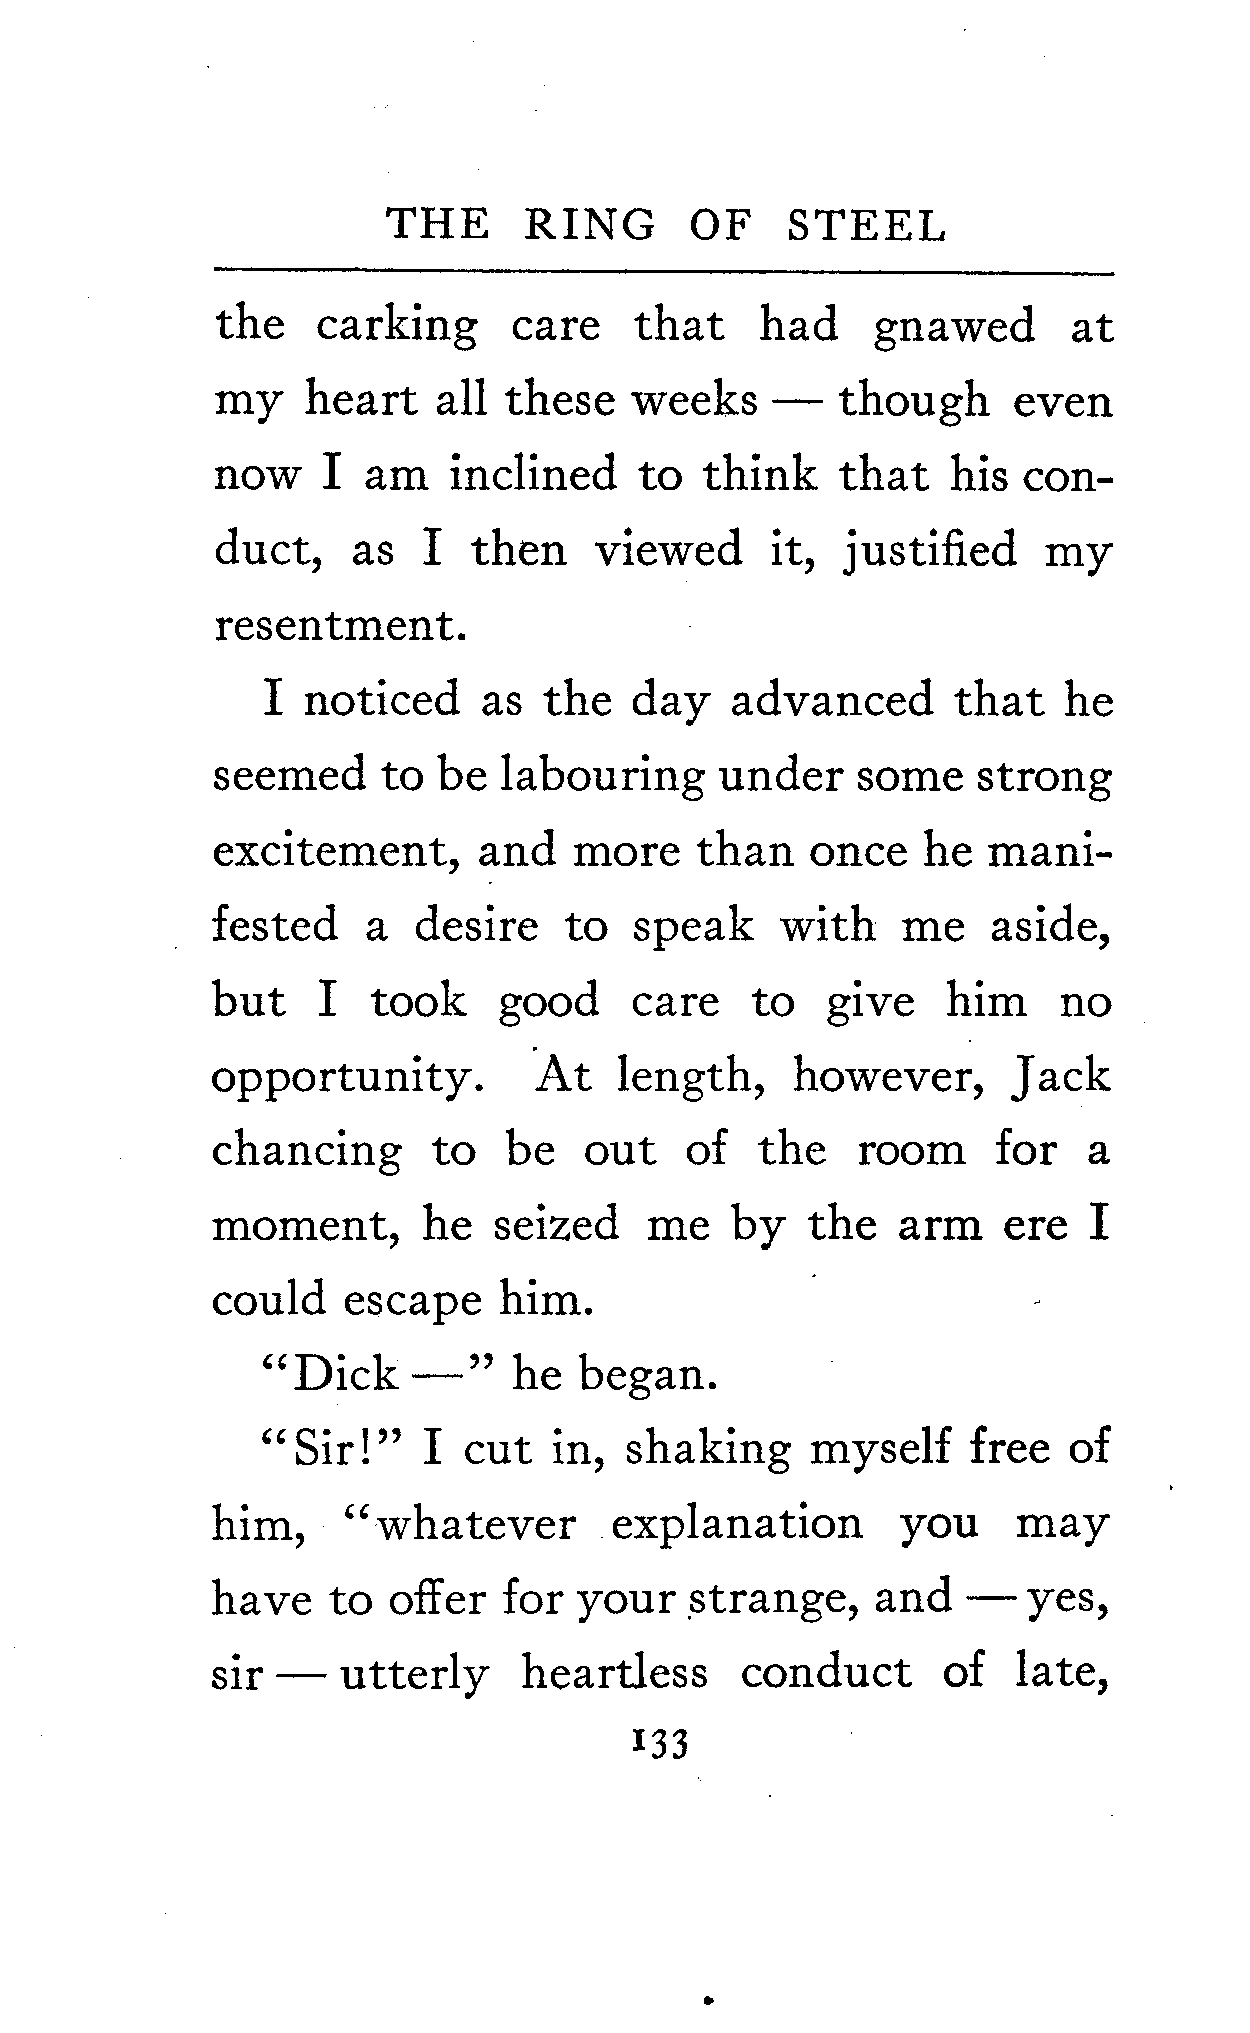 THE RING OF STEEL
the carking care that had gnawed at
my heart all these weeks — though even
now I am inclined to think that his con-
duct, as I then viewed it, justified my
resentment.
I noticed as the day advanced that he
seemed to be labouring under some strong
excitement, and more than once he mani-
fested a desire to speak with me aside,
but I took good care to give him no
opportunity. At length, however, Jack
chancing to be out of the room for a
moment, he seized me by the arm ere I
could escape him.
“Dick —” he began.
“Sir!” I cut in, shaking myself free of
him, “whatever explanation you may
have to offer for your strange, and — yes,
sir — utterly heartless conduct of late,
133